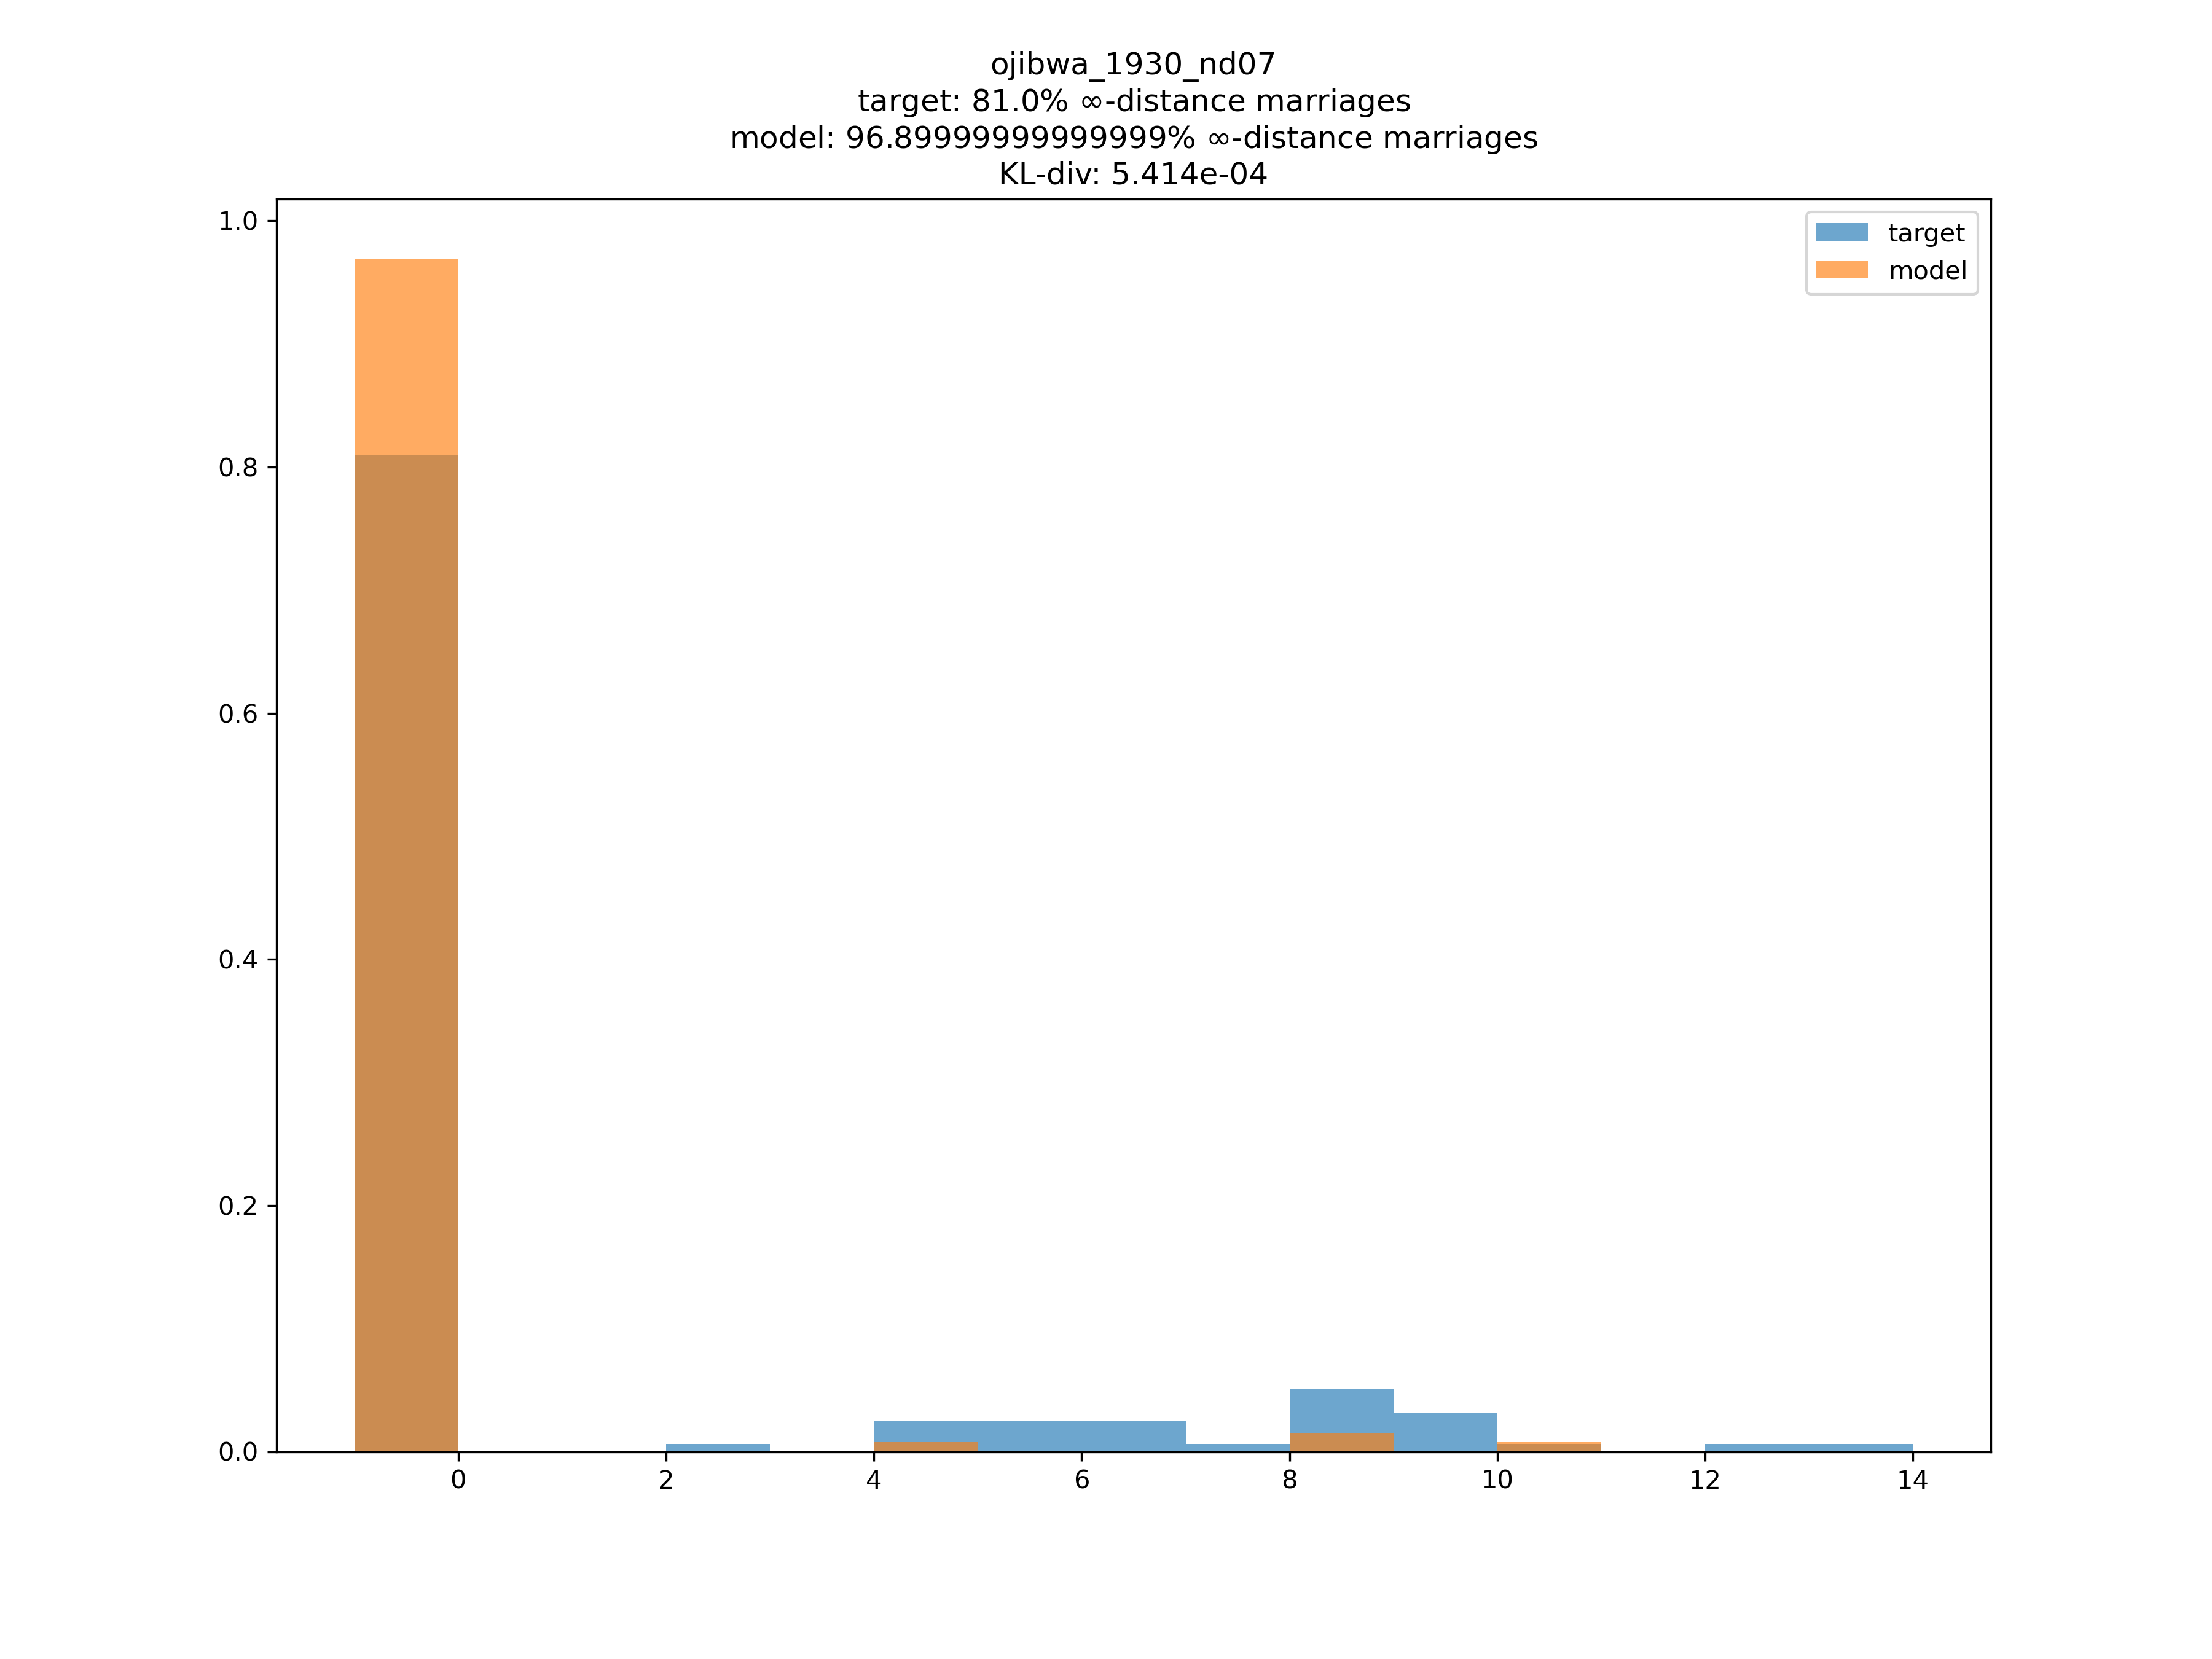 ojibwa_1930_nd07
target: 81.0% ∞-distance marriages
model: 96.89999999999999% ∞-distance marriages
KL-div: 5.414e-04
target
model
1.0
0.8
0.6
0.4
0.2
0.0
0 2 4 6 8 10 12 14